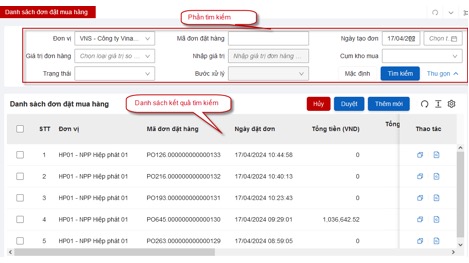 Danh sách đơn đặt mua hàng
Phần tìm kiếm
Đơn vị VNS - Công ty Vina... Mã đơn đặt hàng Ngày tạo đơn 17/04/202 Chọn t...
Giá trị đơn hàng Chọn loại giá trị so ... Nhập giá trị Nhập giá trị đơn hàng ... Cụm kho mua
Trạng thái Bước xử lý Mặc định Tìm kiếm Thu gọn
Danh sách đơn đặt mua hàng Danh sách kết quả tìm kiếm Hủy Duyệt Thêm mới
STT Đơn vị Mã đơn đặt hàng Ngày đặt đơn Tổng tiền (VND) Tổng Thao tác
1 HP01 - NPP Hiệp phát 01 PO126.000000000000133 17/04/2024 10:44:58 0
2 HP01 - NPP Hiệp phát 01 PO216.000000000000132 17/04/2024 10:40:13 0
3 HP01 - NPP Hiệp phát 01 PO193.000000000000131 17/04/2024 10:23:43 0
4 HP01 - NPP Hiệp phát 01 PO645.000000000000130 17/04/2024 09:29:01 1,036,642.52
5 HP01 - NPP Hiệp phát 01 PO263.000000000000129 17/04/2024 08:59:05 0